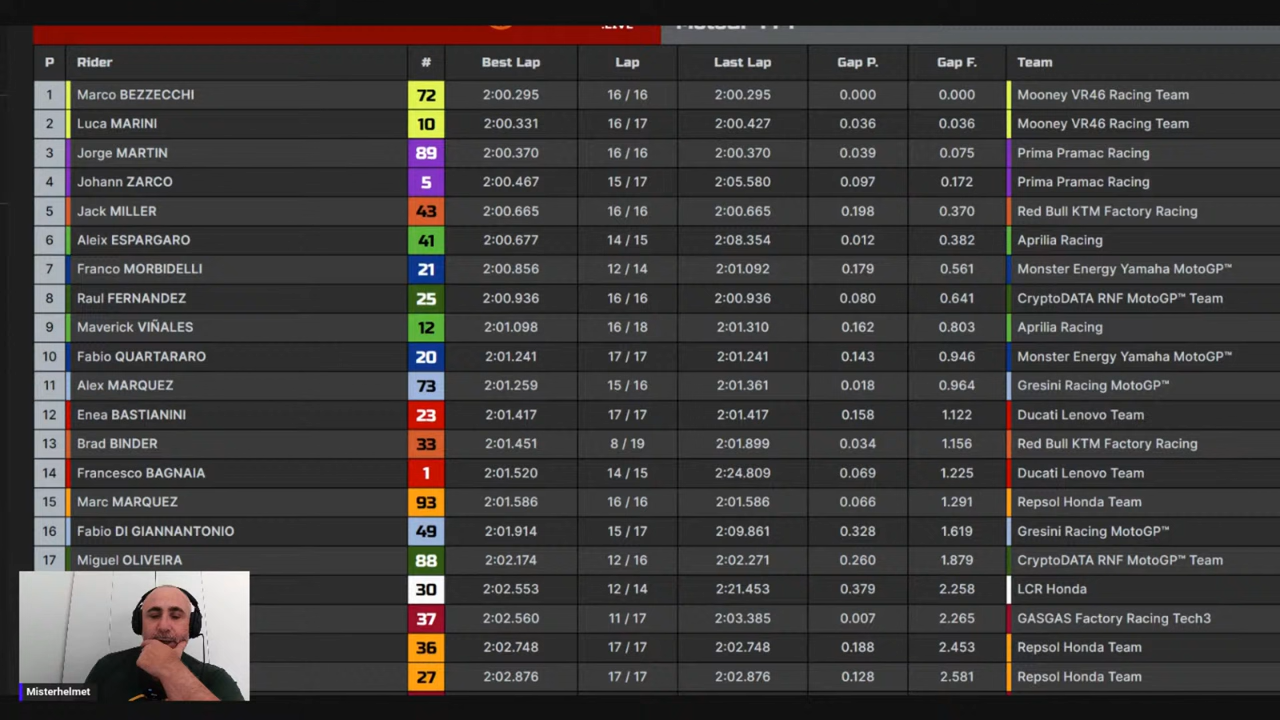 :LIVE
P Rider # Best Lap Lap Last Lap Gap P. Gap F. Team
1 Marco BEZZECCHI 72 2:00.295 16 / 16 2:00.295 0.000 0.000 Mooney VR46 Racing Team
2 Luca MARINI 10 2:00.331 16 / 17 2:00.427 0.036 0.036 Mooney VR46 Racing Team
3 Jorge MARTIN 89 2:00.370 16 / 16 2:00.370 0.039 0.075 Prima Pramac Racing
4 Johann ZARCO 5 2:00.467 15 / 17 2:05.580 0.097 0.172 Prima Pramac Racing
5 Jack MILLER 43 2:00.665 16 / 16 2:00.665 0.198 0.370 Red Bull KTM Factory Racing
6 Aleix ESPARGARO 41 2:00.677 14 / 15 2:08.354 0.012 0.382 Aprilia Racing
7 Franco MORBIDELLI 21 2:00.856 12 / 14 2:01.092 0.179 0.561 Monster Energy Yamaha MotoGP™
8 Raul FERNANDEZ 25 2:00.936 16 / 16 2:00.936 0.080 0.641 CryptoDATA RNF MotoGP™ Team
9 Maverick VIÑALES 12 2:01.098 16 / 18 2:01.310 0.162 0.803 Aprilia Racing
10 Fabio QUARTARARO 20 2:01.241 17 / 17 2:01.241 0.143 0.946 Monster Energy Yamaha MotoGP™
11 Alex MARQUEZ 73 2:01.259 15 / 16 2:01.361 0.018 0.964 Gresini Racing MotoGP™
12 Enea BASTIANINI 23 2:01.417 17 / 17 2:01.417 0.158 1.122 Ducati Lenovo Team
13 Brad BINDER 33 2:01.451 8 / 19 2:01.899 0.034 1.156 Red Bull KTM Factory Racing
14 Francesco BAGNAIA 1 2:01.520 14 / 15 2:24.809 0.069 1.225 Ducati Lenovo Team
15 Marc MARQUEZ 93 2:01.586 16 / 16 2:01.586 0.066 1.291 Repsol Honda Team
16 Fabio DI GIANNANTONIO 49 2:01.914 15 / 17 2:09.861 0.328 1.619 Gresini Racing MotoGP™
17 Miguel OLIVEIRA 88 2:02.174 12 / 16 2:02.271 0.260 1.879 CryptoDATA RNF MotoGP™ Team
30 2:02.553 12 / 14 2:21.453 0.379 2.258 LCR Honda
37 2:02.560 11 / 17 2:03.385 0.007 2.265 GASGAS Factory Racing Tech3
36 2:02.748 17 / 17 2:02.748 0.188 2.453 Repsol Honda Team
27 2:02.876 17 / 17 2:02.876 0.128 2.581 Repsol Honda Team
Misterhelmet